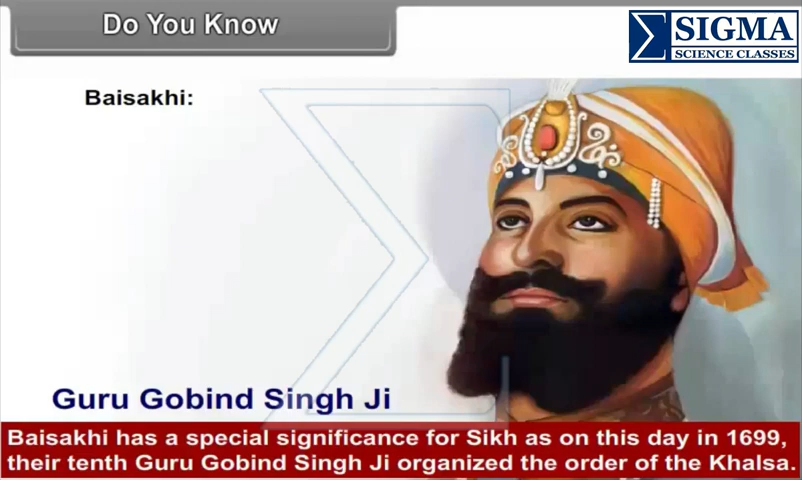 Do You Know
Σ SIGMA
SCIENCE CLASSES
Baisakhi:
Guru Gobind Singh Ji
Baisakhi has a special significance for Sikh as on this day in 1699,
their tenth Guru Gobind Singh Ji organized the order of the Khalsa.